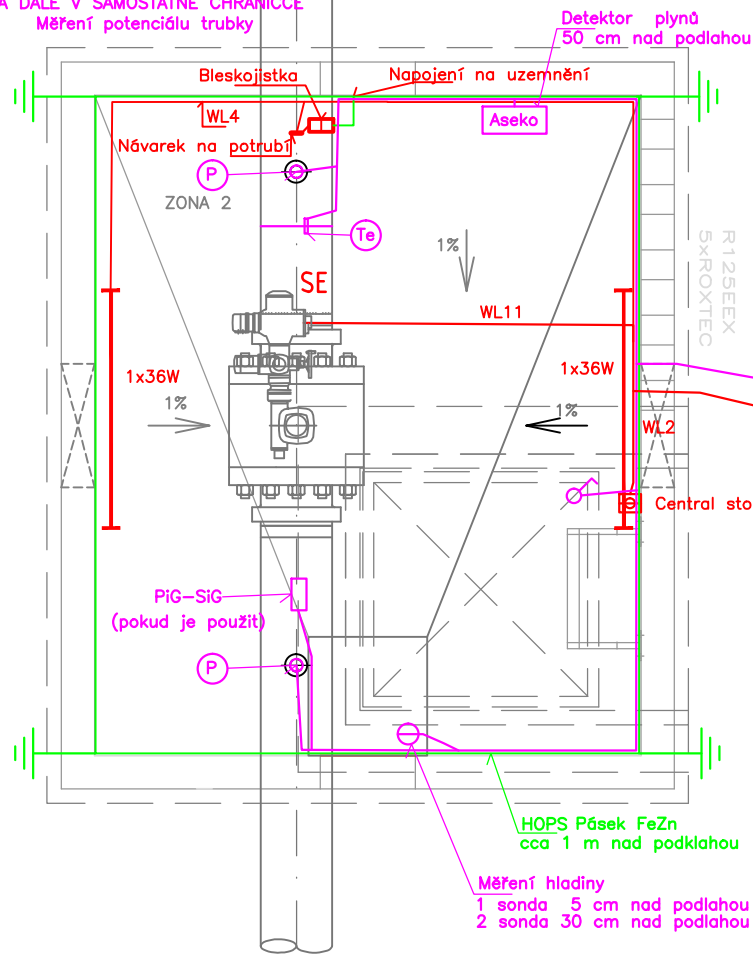 A DÁLE V SAMOSTATNÉ CHRÁNIČCE
Měření potenciálu trubky
Detektor plynů
50 cm nad podlahou
Bleskojistka
Napojení na uzemnění
WL4
Aseko
Návarek na potrubí
P
ZONA 2
Te
1%
R125EEX
5xROXTEC
SE
WL11
1x36W
1x36W
1%
1%
WL2
Central sto
PiG-SiG
(pokud je použit)
P
HOPS Pásek FeZn
cca 1 m nad podklahou
Měření hladiny
1 sonda 5 cm nad podlahou
2 sonda 30 cm nad podlahou